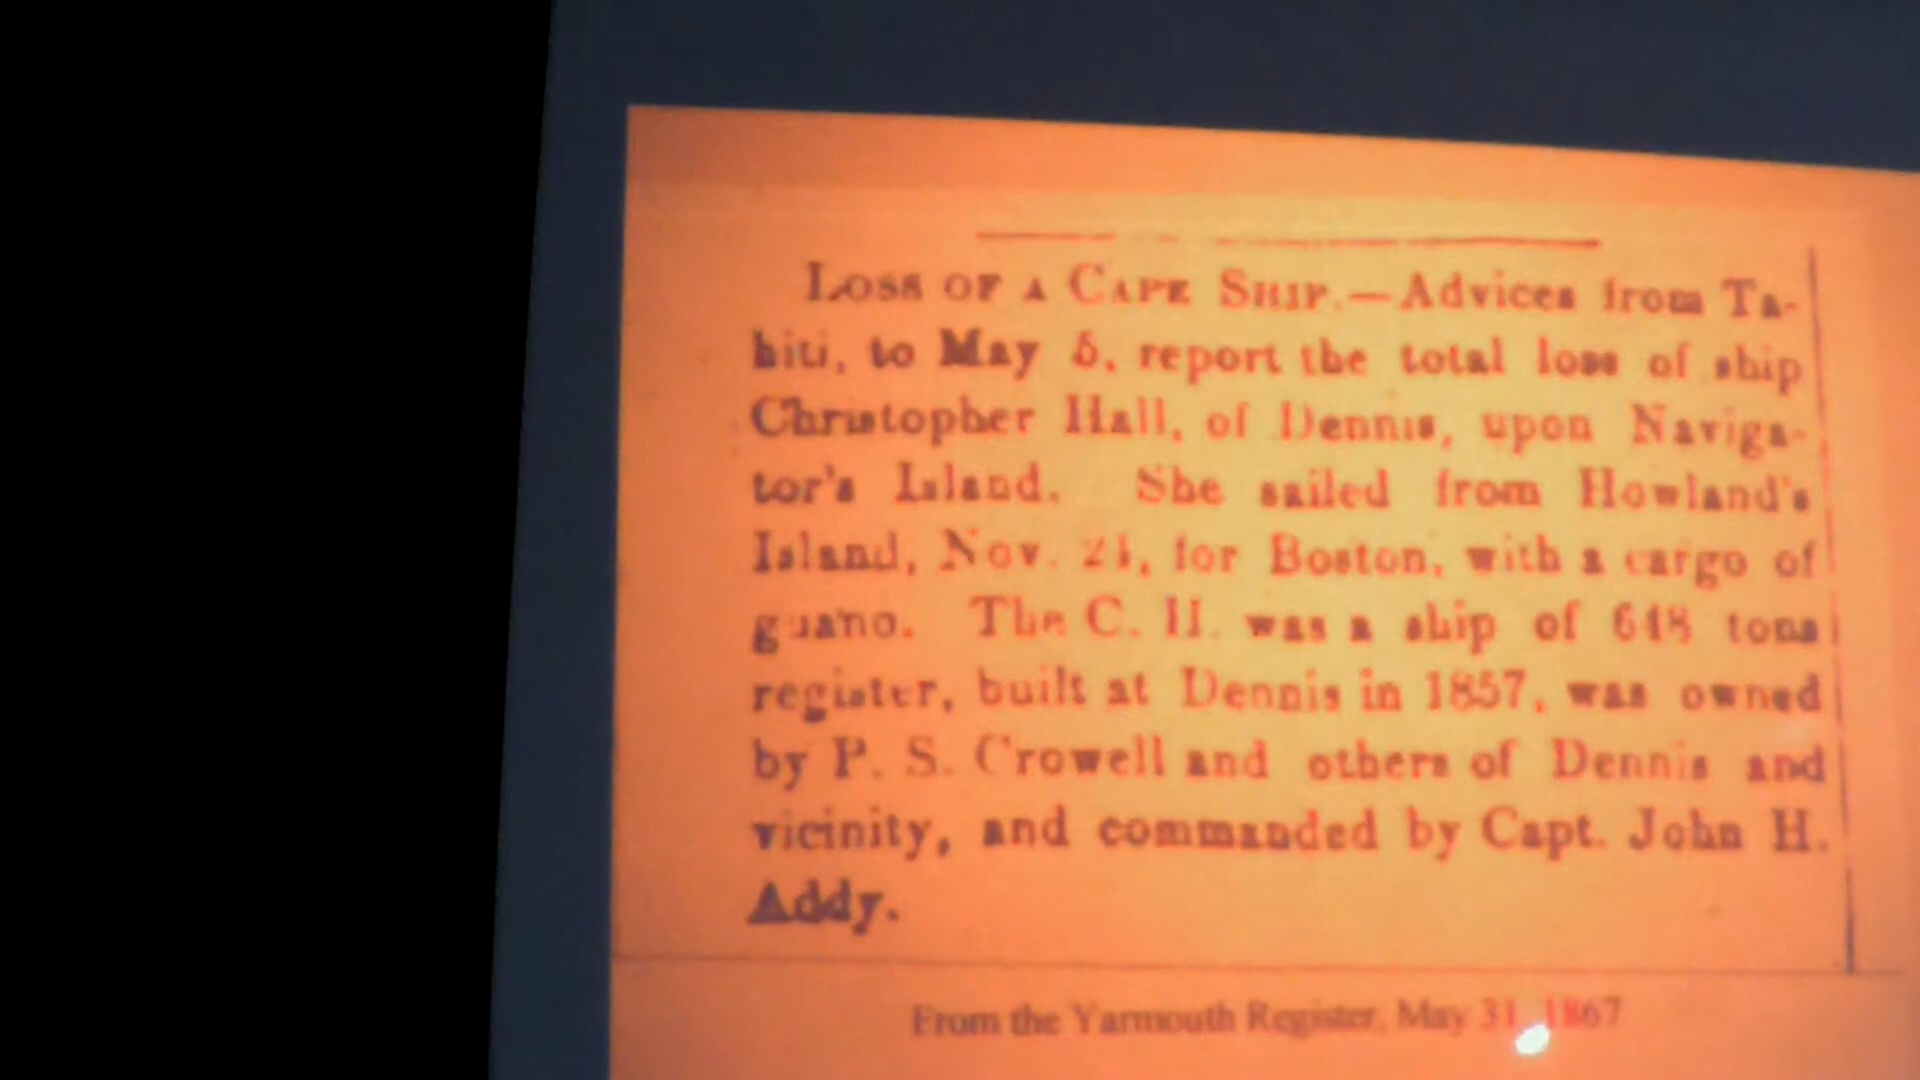 LOSS OF A CAPE SHIP.—Advices from Ta-
hiti, to May 5, report the total loss of ship
Christopher Hall, of Dennis, upon Naviga-
tor's Island. She sailed from Howland's
Island, Nov. 24, for Boston, with a cargo of
guano. The C. H. was a ship of 648 tons
register, built at Dennis in 1857, was owned
by P. S. Crowell and others of Dennis and
vicinity, and commanded by Capt. John H.
Addy.
From the Yarmouth Register, May 31, 1867